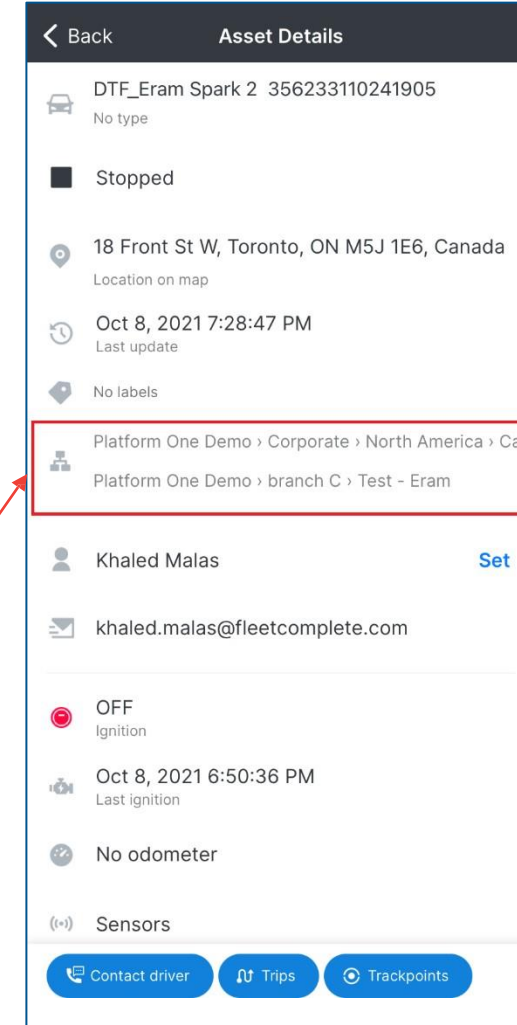 Back
Asset Details
DTF_Eram Spark 2 356233110241905
No type
Stopped
18 Front St W, Toronto, ON M5J 1E6, Canada
Location on map
Oct 8, 2021 7:28:47 PM
Last update
No labels
Platform One Demo › Corporate › North America › Ca
Platform One Demo › branch C › Test - Eram
Khaled Malas
Set
khaled.malas@fleetcomplete.com
OFF
Ignition
Oct 8, 2021 6:50:36 PM
Last ignition
No odometer
Sensors
Contact driver
Trips
Trackpoints